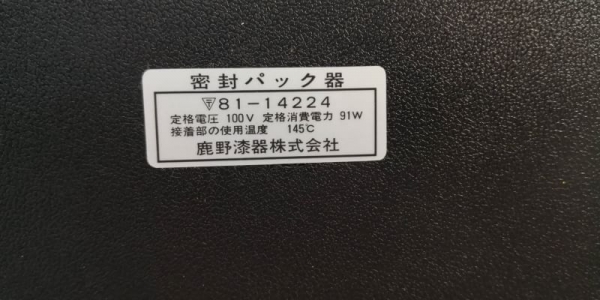 密封パック器
〒81-14224
定格電圧 100V 定格消費電力 91W
接着部の使用温度 145℃
鹿野漆器株式会社